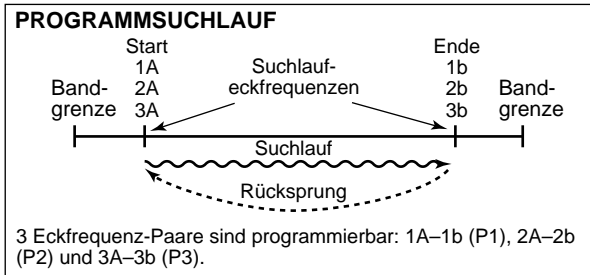 PROGRAMMSUCHLAUF
Start
1A
2A
3A
Ende
1b
2b
3b
Band-
grenze
Suchlauf-
eckfrequenzen
Band-
grenze
Suchlauf
Rücksprung
3 Eckfrequenz-Paare sind programmierbar: 1A–1b (P1), 2A–2b
(P2) und 3A–3b (P3).